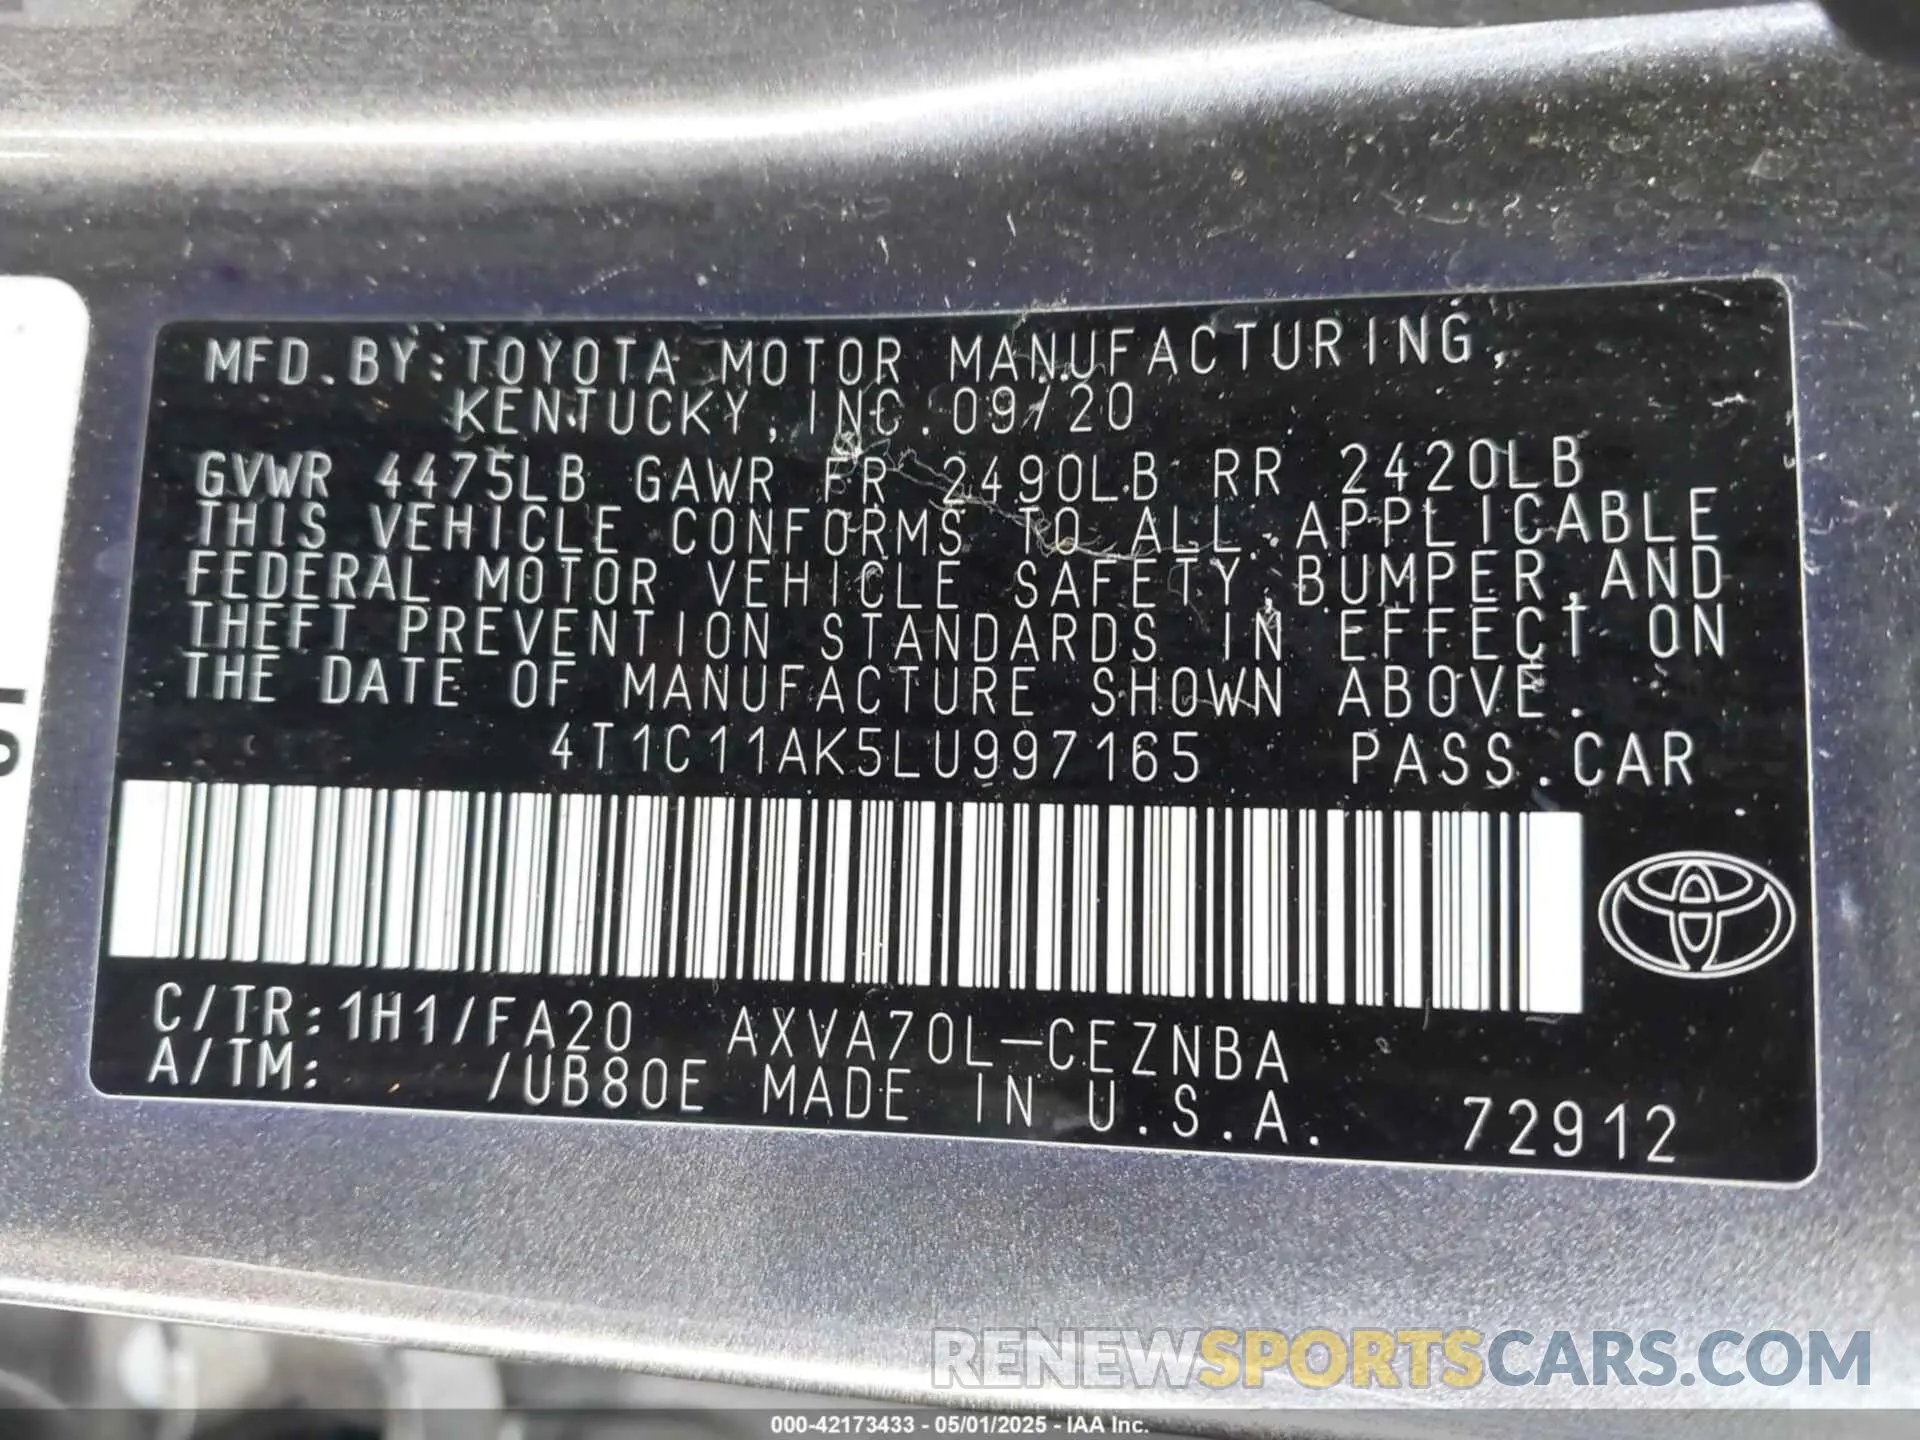 MFD.BY:TOYOTA MOTOR MANUFACTURING,
KENTUCKY, INC.09/20
GVWR 4475LB GAWR FR 2490LB RR 2420LB
THIS VEHICLE CONFORMS TO ALL APPLICABLE
FEDERAL MOTOR VEHICLE SAFETY,BUMPER,AND
THEFT PREVENTION STANDARDS IN EFFECT ON
THE DATE OF MANUFACTURE SHOWN ABOVE.
4T1C11AK5LU997165 PASS.CAR
C/TR:1H1/FA20 AXVA70L-CEZNBA
A/TM: /UB80E MADE IN U.S.A. 72912
RENEWSPORTSCARS.COM
000-42173433 - 05/01/2025 - IAA Inc.